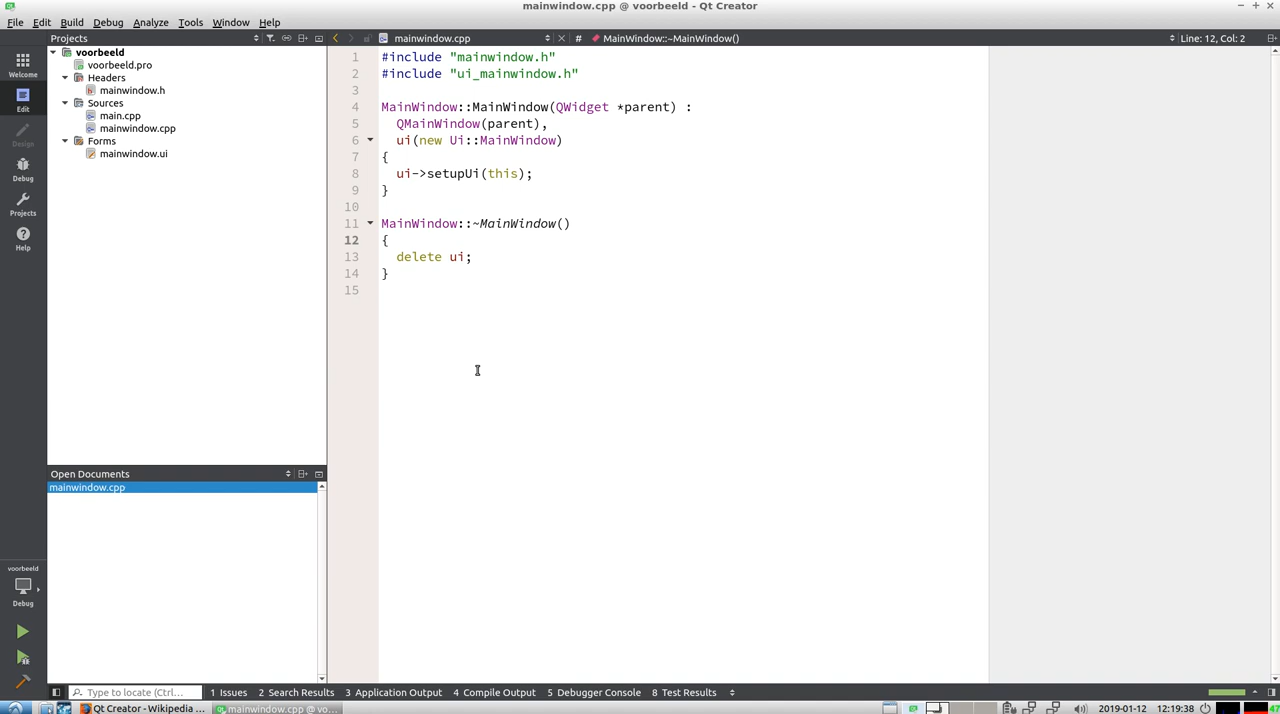 mainwindow.cpp @ voorbeeld - Qt Creator
File Edit Build Debug Analyze Tools Window Help
Projects
mainwindow.cpp
# MainWindow::~MainWindow()
Line: 12, Col: 2
Welcome
Edit
Design
Debug
Projects
Help
voorbeeld
voorbeeld.pro
Headers
mainwindow.h
Sources
main.cpp
mainwindow.cpp
Forms
mainwindow.ui
1 #include "mainwindow.h"
2 #include "ui_mainwindow.h"
3
4 MainWindow::MainWindow(QWidget *parent) :
5 QMainWindow(parent),
6 ui(new Ui::MainWindow)
7 {
8 ui->setupUi(this);
9 }
10
11 MainWindow::~MainWindow()
12 {
13 delete ui;
14 }
15
Open Documents
mainwindow.cpp
voorbeeld
Debug
Type to locate (Ctrl...
1 Issues 2 Search Results 3 Application Output 4 Compile Output 5 Debugger Console 8 Test Results
Qt Creator - Wikipedia ...
mainwindow.cpp @ vo...
2019-01-12 12:19:38
47